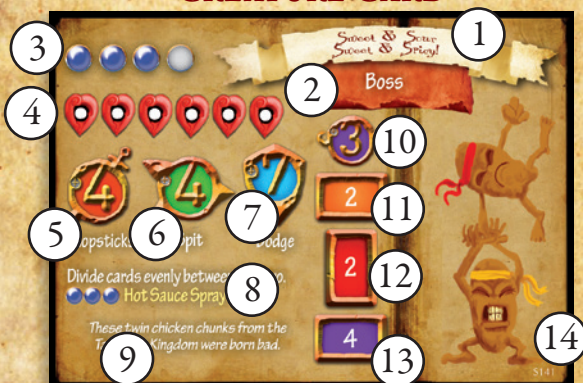 3
1
Sweet & Sour
Sweet & Spicy!
2
Boss
4
3
10
4
4
7
5
6
7
2
11
Dodge
2
12
Divide cards evenly between
Hot Sauce Spray
8
These twin chicken chunks from the
Kingdom were born bad.
9
4
13
14
S141